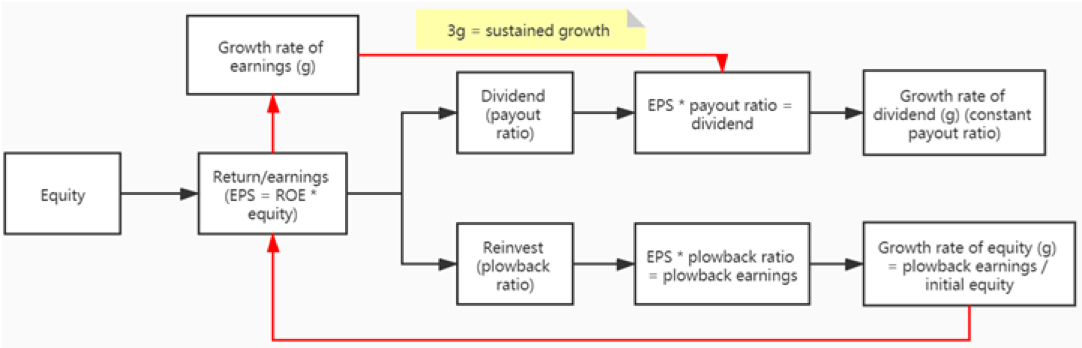 3g = sustained growth
Growth rate of
earnings (g)
Dividend
(payout
ratio)
EPS * payout ratio =
dividend
Growth rate of
dividend (g) (constant
payout ratio)
Equity
Return/earnings
(EPS = ROE *
equity)
Reinvest
(plowback
ratio)
EPS * plowback ratio
= plowback earnings
Growth rate of equity (g)
= plowback earnings /
initial equity